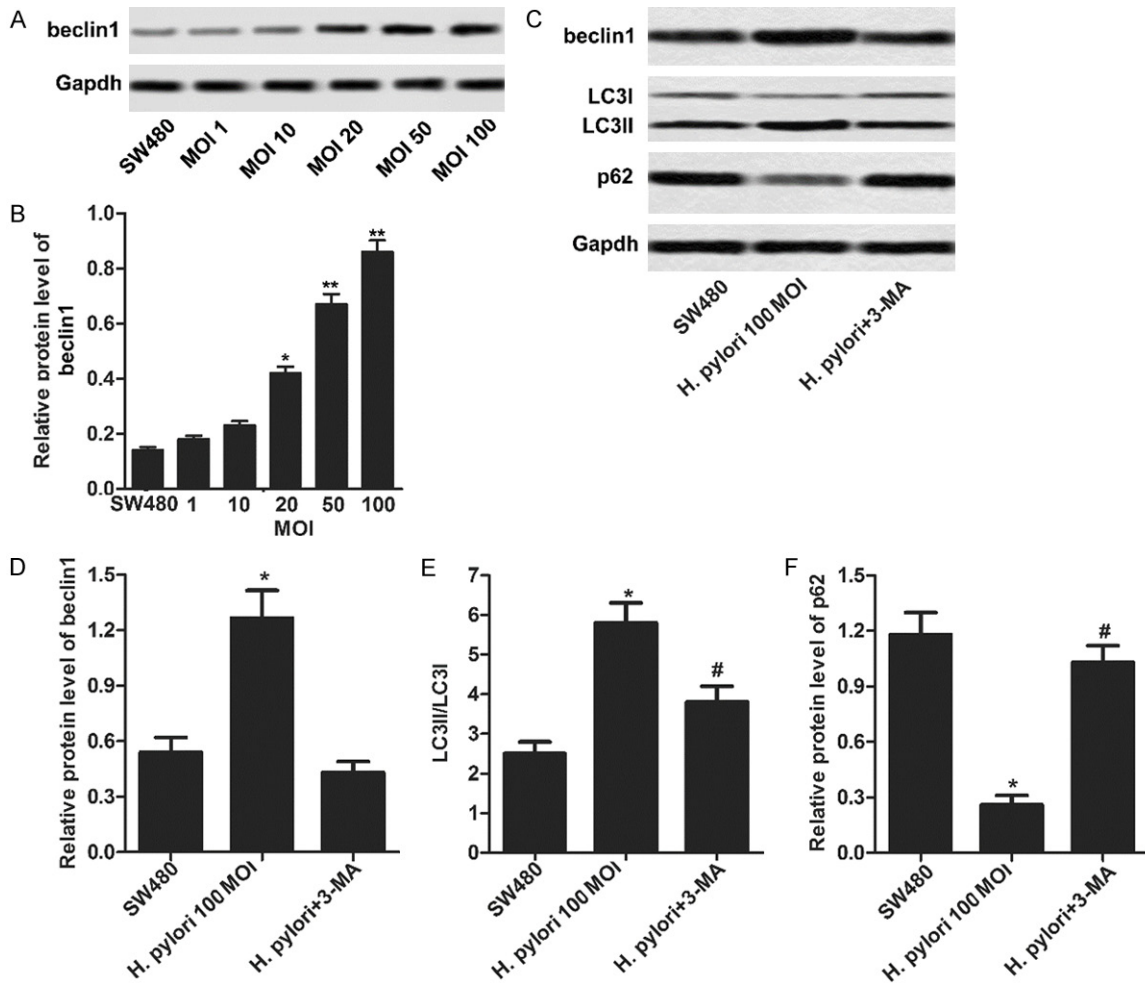 A
beclin1
Gapdh
SW480
MOI 1
MOI 10
MOI 20
MOI 50
MOI 100
C
beclin1
LC3I
LC3II
p62
Gapdh
SW480
H. pylori 100 MOI
H. pylori+3-MA
B
Relative protein level of
beclin1
1.0
0.8
0.6
0.4
0.2
0.0
*
**
**
SW480 1 10 20 50 100
MOI
D
Relative protein level of beclin1
1.5
1.2
0.9
0.6
0.3
0.0
*
SW480
H. pylori 100 MOI
H. pylori+3-MA
E
LC3II/LC3I
7
6
5
4
3
2
1
0
*
#
SW480
H. pylori 100 MOI
H. pylori+3-MA
F
Relative protein level of p62
1.5
1.2
0.9
0.6
0.3
0.0
*
#
SW480
H. pylori 100 MOI
H. pylori+3-MA